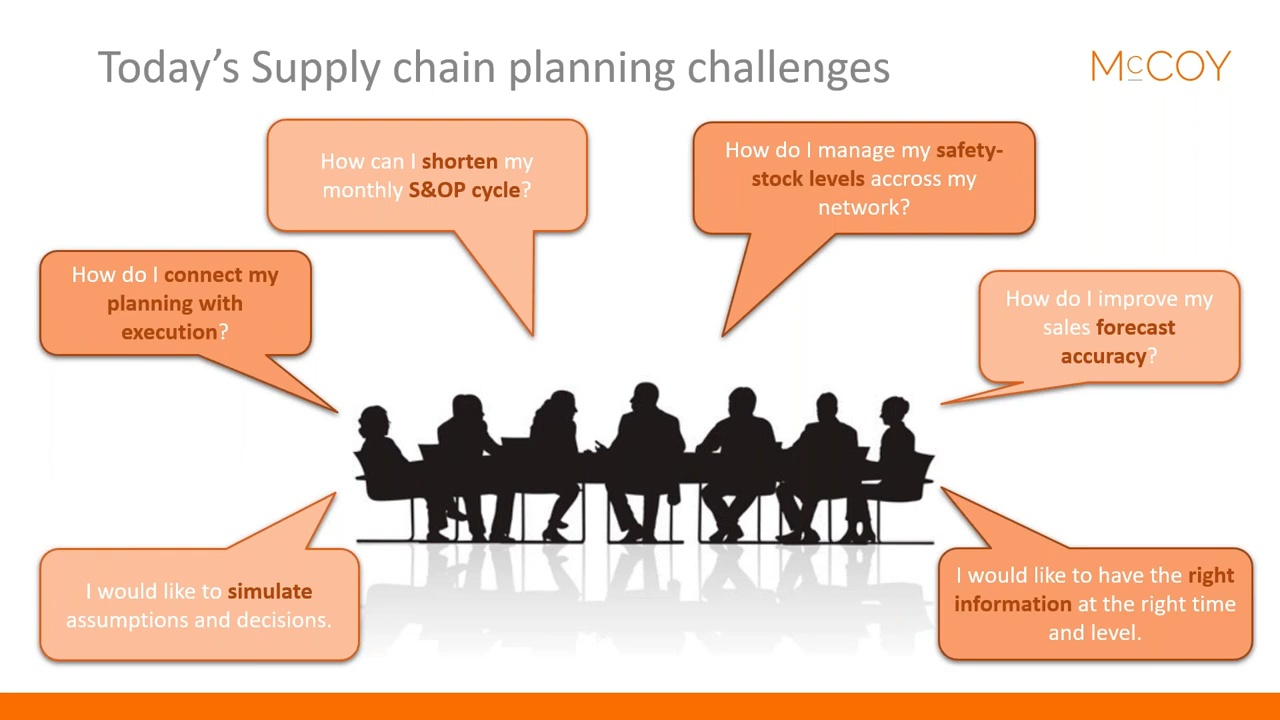 Today's Supply chain planning challenges
McCOY
How can I shorten my
monthly S&OP cycle?
How do I manage my safety-
stock levels accross my
network?
How do I connect my
planning with
execution?
How do I improve my
sales forecast
accuracy?
I would like to simulate
assumptions and decisions.
I would like to have the right
information at the right time
and level.